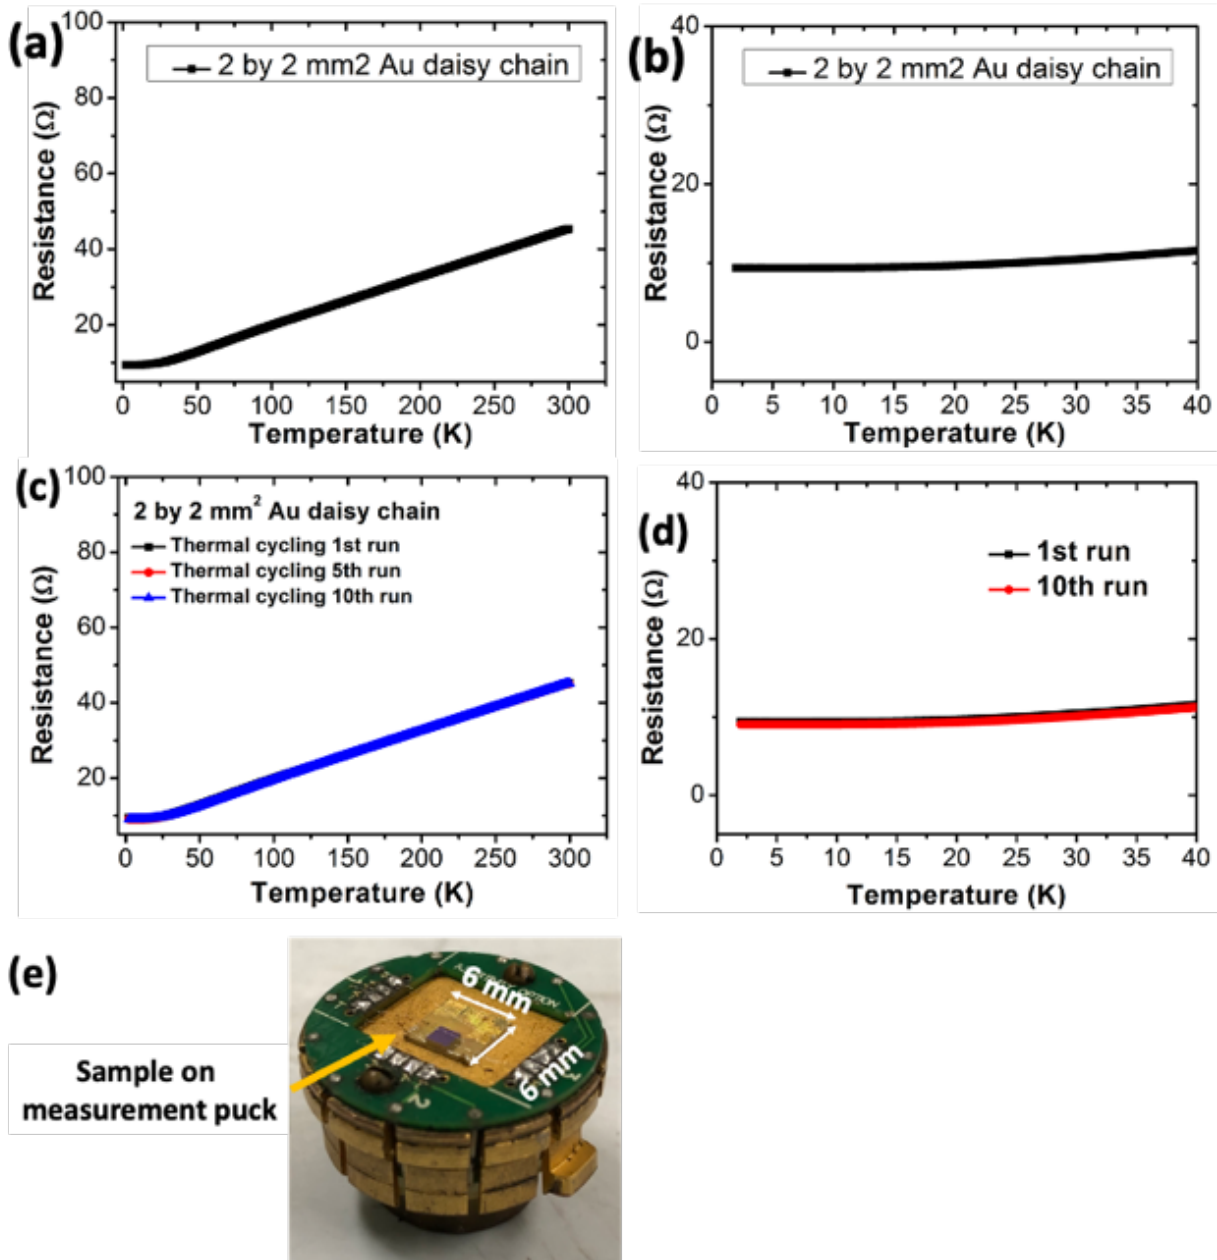 (a)
2 by 2 mm2 Au daisy chain
100
80
60
40
20
Resistance (Ω)
0 50 100 150 200 250 300
Temperature (K)
(b)
2 by 2 mm2 Au daisy chain
40
20
0
Resistance (Ω)
0 5 10 15 20 25 30 35 40
Temperature (K)
(c)
2 by 2 mm² Au daisy chain
Thermal cycling 1st run
Thermal cycling 5th run
Thermal cycling 10th run
100
80
60
40
20
Resistance (Ω)
0 50 100 150 200 250 300
Temperature (K)
(d)
1st run
10th run
40
20
0
Resistance (Ω)
0 5 10 15 20 25 30 35 40
Temperature (K)
(e)
Sample on
measurement puck
6 mm
6 mm
OPTION
2
3